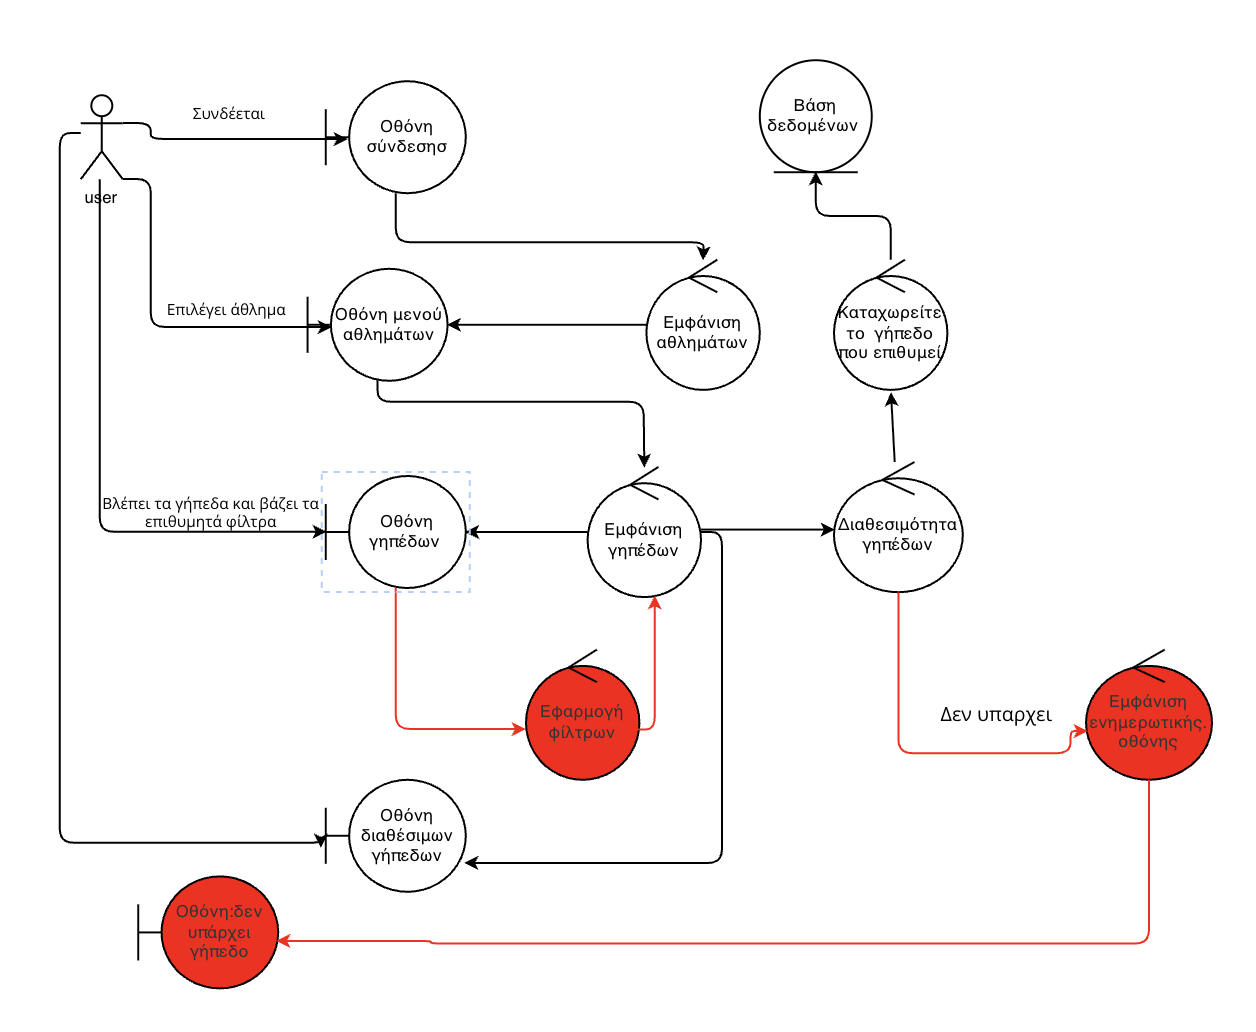 Συνδέεται
Οθόνη
σύνδεσησ
Βάση
δεδομένων
user
Επιλέγει άθλημα
Οθόνη μενού
αθλημάτων
Εμφάνιση
αθλημάτων
Καταχωρείτε
το γήπεδο
που επιθυμεί
Βλέπει τα γήπεδα και βάζει τα
επιθυμητά φίλτρα
Οθόνη
γηπέδων
Εμφάνιση
γηπέδων
Διαθεσιμότητα
γηπέδων
Εφαρμογή
φίλτρων
Δεν υπαρχει
Εμφάνιση
ενημερωτικής.
οθόνης
Οθόνη
διαθέσιμων
γήπεδων
Οθόνη:δεν
υπάρχει
γήπεδο